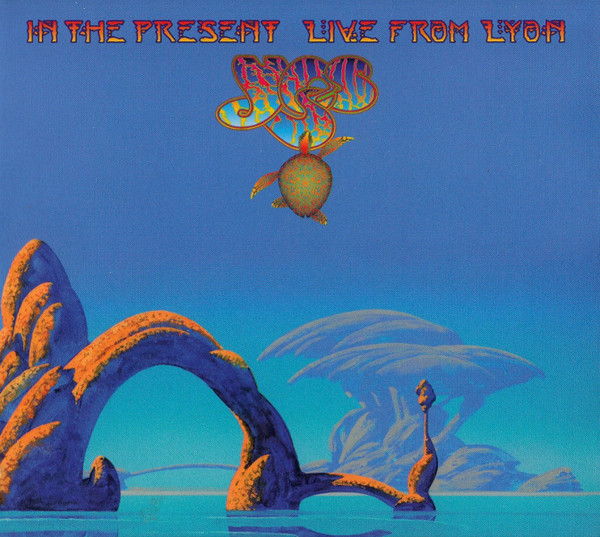 IN THE PRESENT LIVE FROM LYON
YES